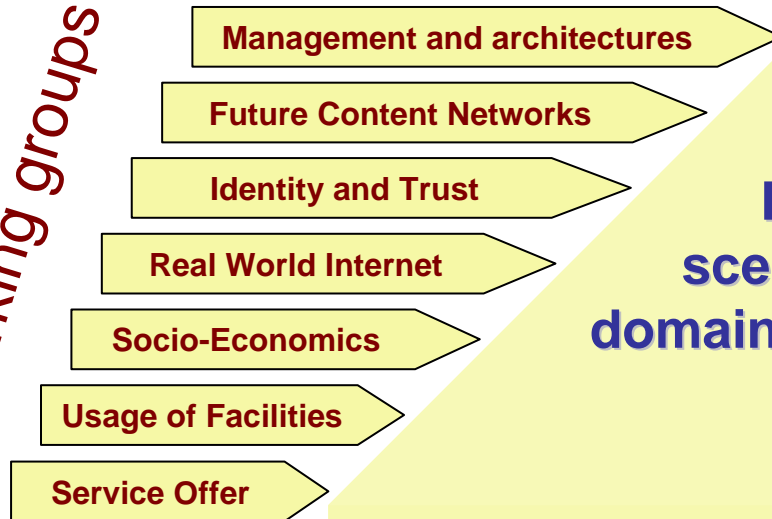 groups
Management and architectures
Future Content Networks
Identity and Trust
Real World Internet
Socio-Economics
Usage of Facilities
Service Offer